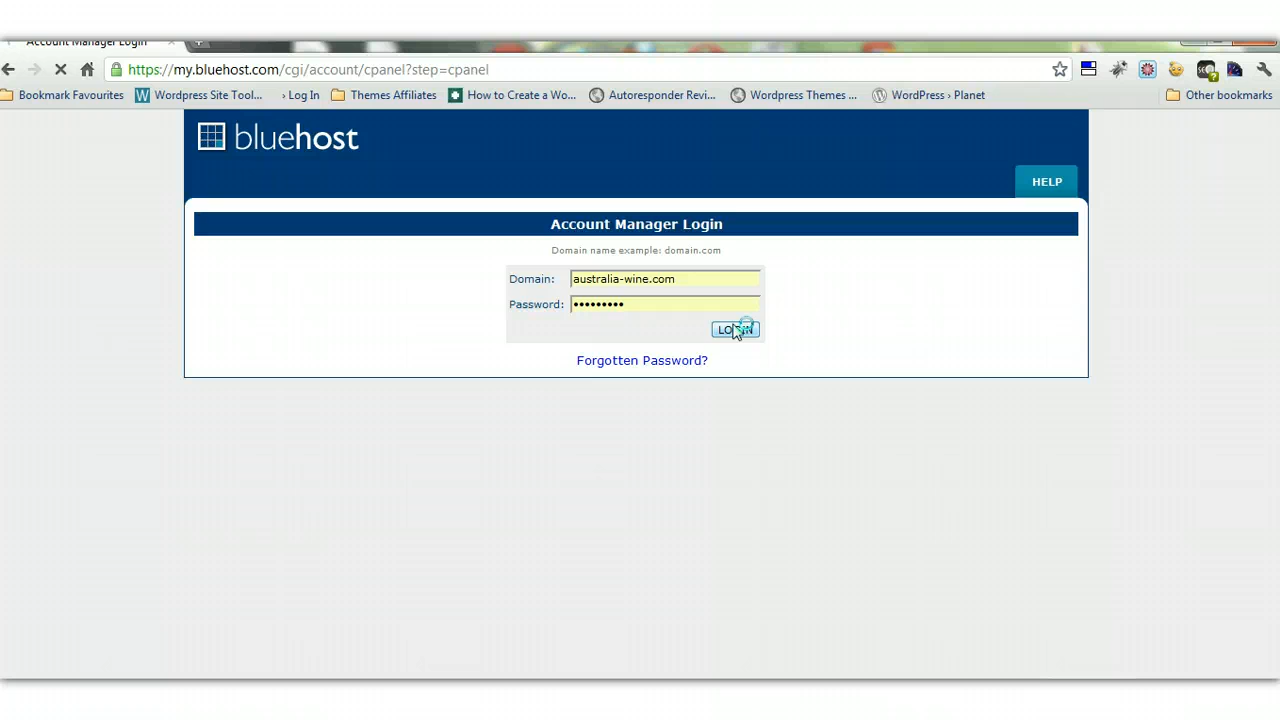 Account Manager Login
https://my.bluehost.com/cgi/account/cpanel?step=cpanel
Bookmark Favourites Wordpress Site Tool... › Log In Themes Affiliates How to Create a Wo... Autoresponder Revi... Wordpress Themes ... WordPress › Planet Other bookmarks
bluehost
HELP
Account Manager Login
Domain name example: domain.com
Domain: australia-wine.com
Password: •••••••••
LOGIN
Forgotten Password?